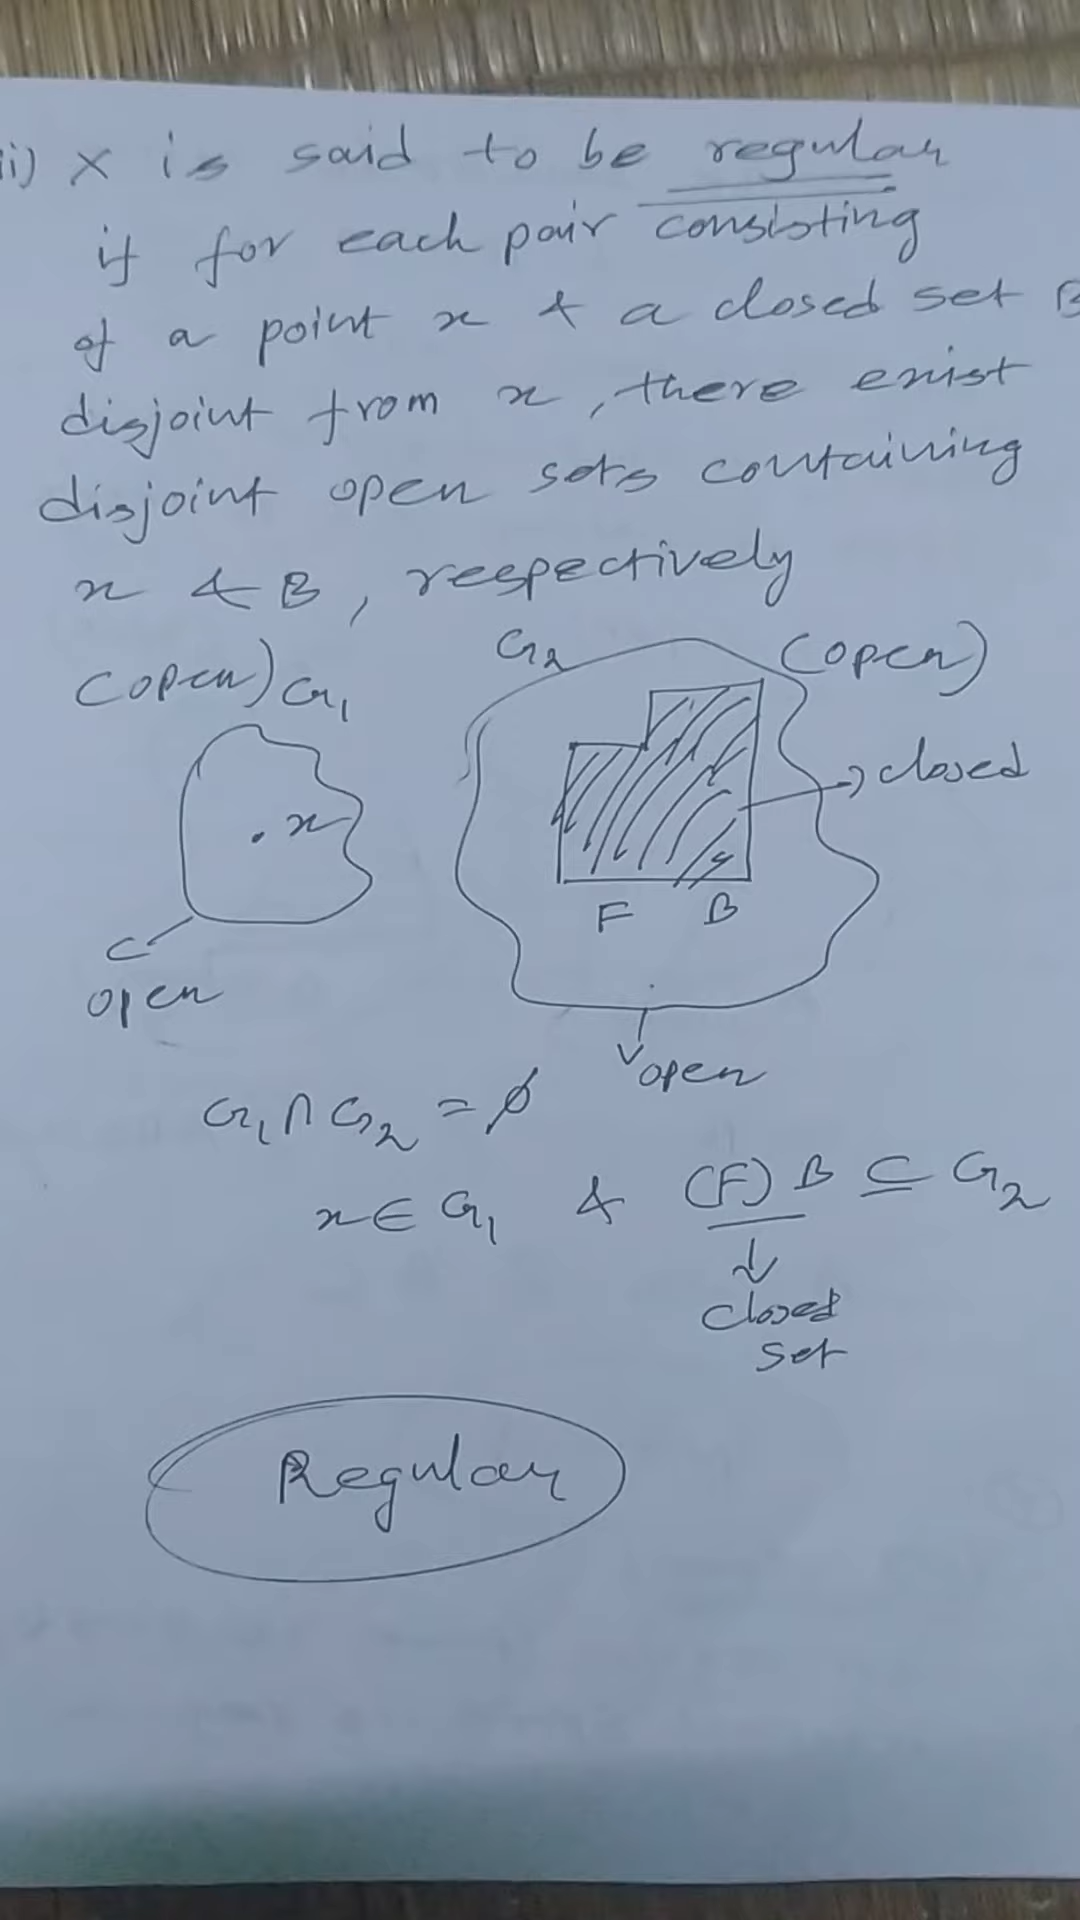 ii) X is said to be regular
if for each pair consisting
of a point x & a closed set B
disjoint from x, there exist
disjoint open sets containing
x & B, respectively
(open) G₁
G₂ (open)
closed
. x
F B
open
open
G₁ ∩ G₂ = ∅
x ∈ G₁ & (F) B ⊆ G₂
closed
set
Regular